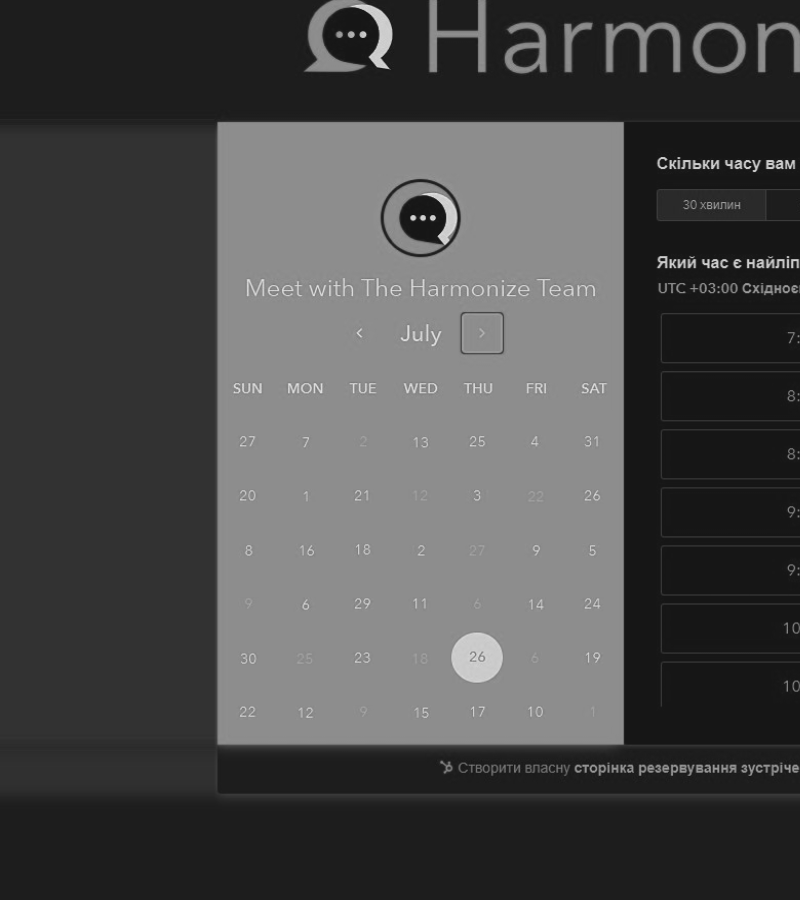 Harmon
Meet with The Harmonize Team
July
SUN MON TUE WED THU FRI SAT
27 7 2 13 25 4 31
20 1 21 12 3 22 26
8 16 18 2 27 9 5
9 6 29 11 6 14 24
30 25 23 18 26 6 19
22 12 9 15 17 10 1
Скільки часу вам
30 хвилин
Який час є найліп
UTC +03:00 Східноє
7:
8:
8:
9:
9:
10
10
Створити власну сторінка резервування зустріче